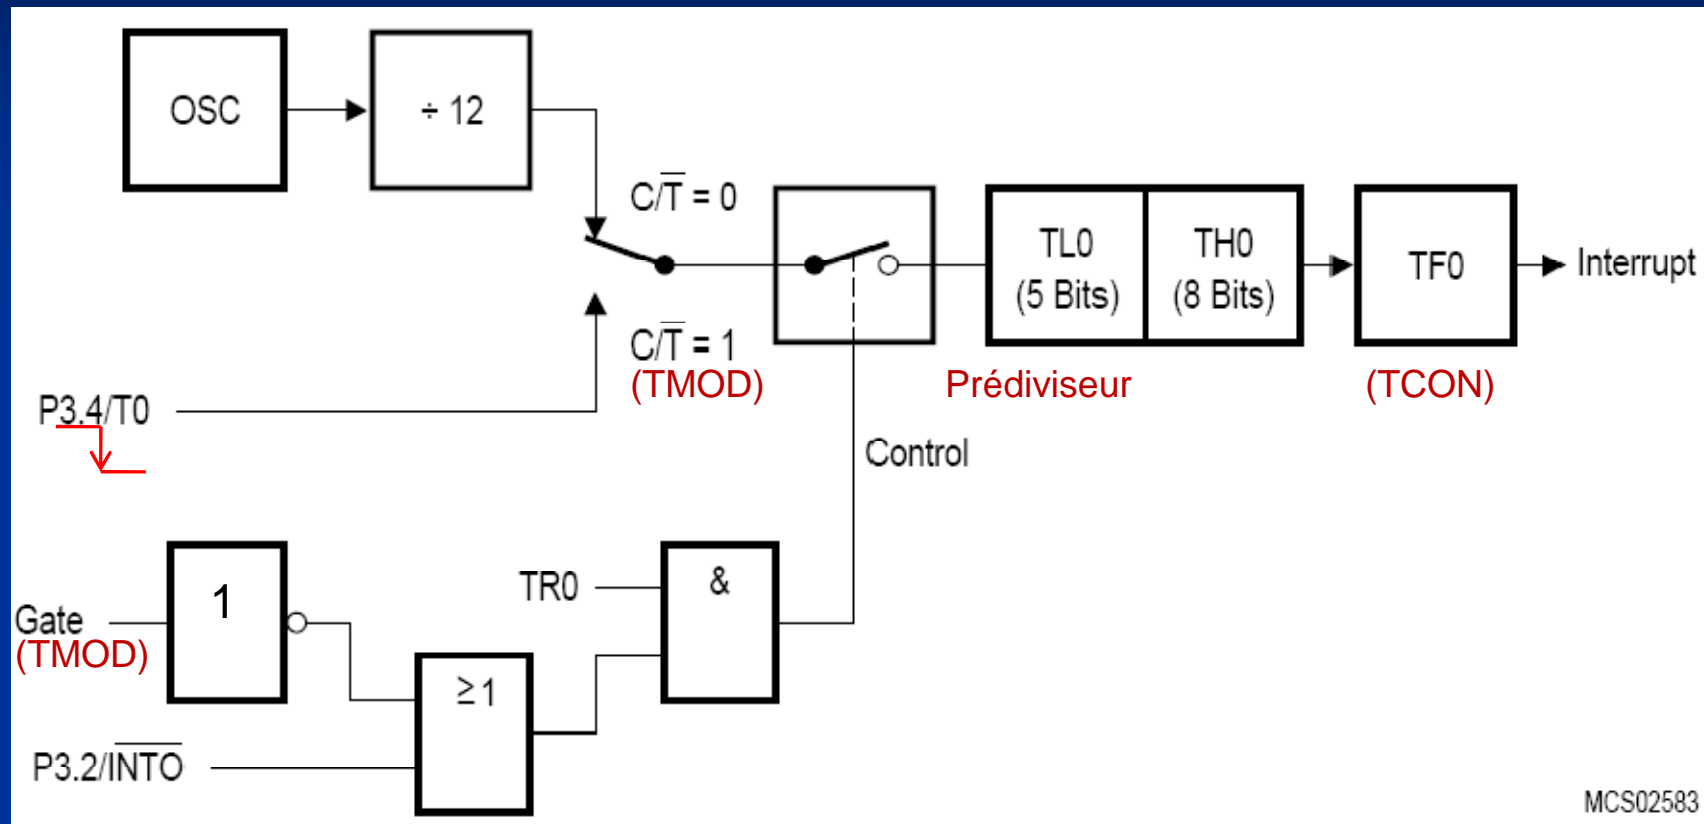 OSC
÷ 12
C/T̅ = 0
TL0
(5 Bits)
TH0
(8 Bits)
TF0
Interrupt
C/T̅ = 1
(TMOD)
Prédiviseur
(TCON)
P3.4/T0
Control
TR0
&
1
Gate
(TMOD)
≥1
P3.2/I̅N̅T̅O̅
MCS02583